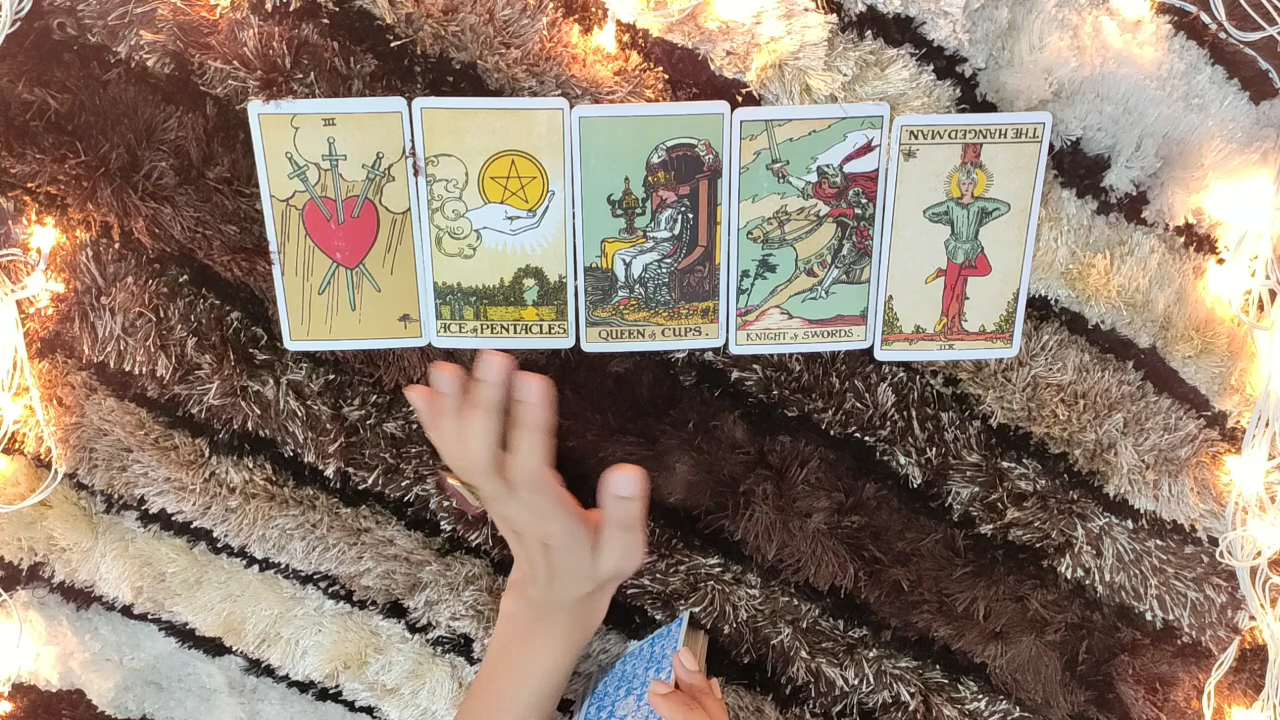 III
ACE of PENTACLES
QUEEN of CUPS.
KNIGHT of SWORDS.
THE HANGED MAN.
XII